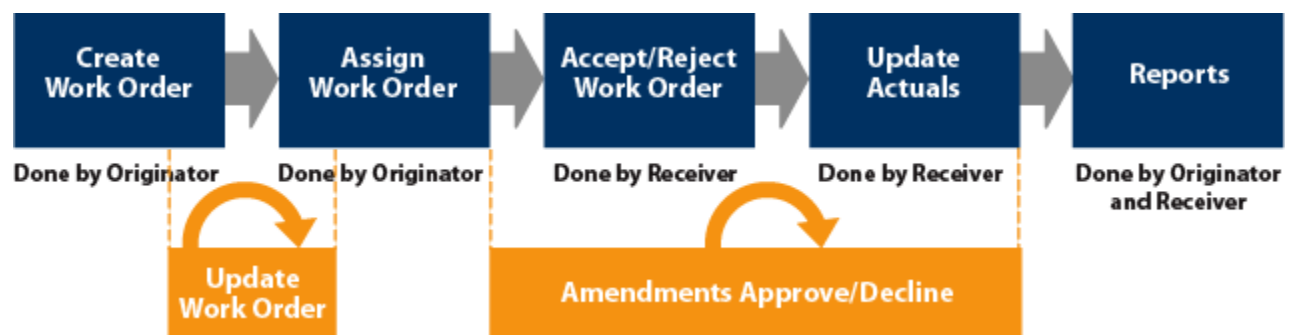 Create
Work Order
Assign
Work Order
Accept/Reject
Work Order
Update
Actuals
Reports
Done by Originator
Done by Originator
Done by Receiver
Done by Receiver
Done by Originator
and Receiver
Update
Work Order
Amendments Approve/Decline